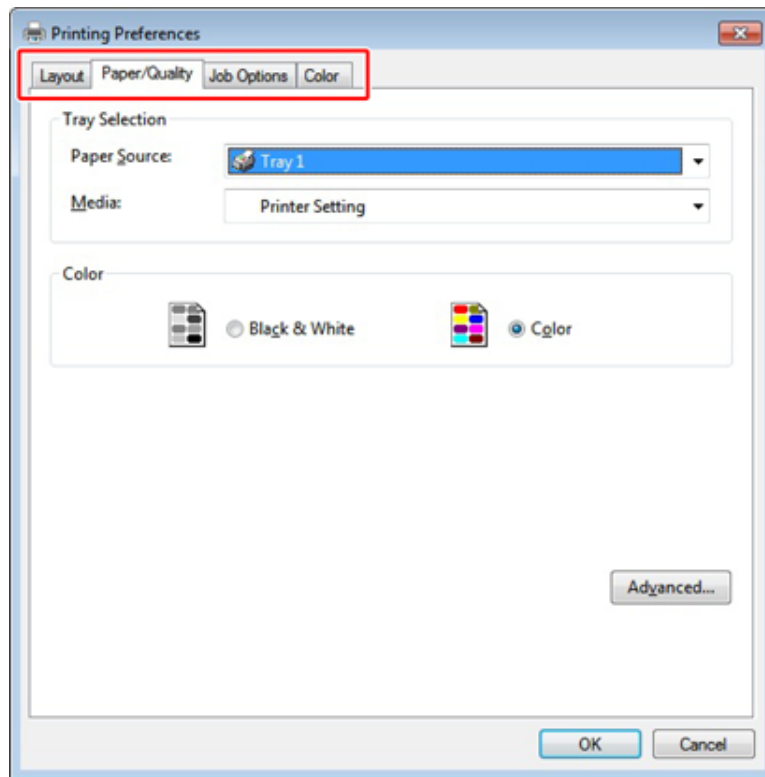 Printing Preferences
Layout Paper/Quality Job Options Color
Tray Selection
Paper Source: Tray 1
Media: Printer Setting
Color
Black & White Color
Advanced...
OK Cancel